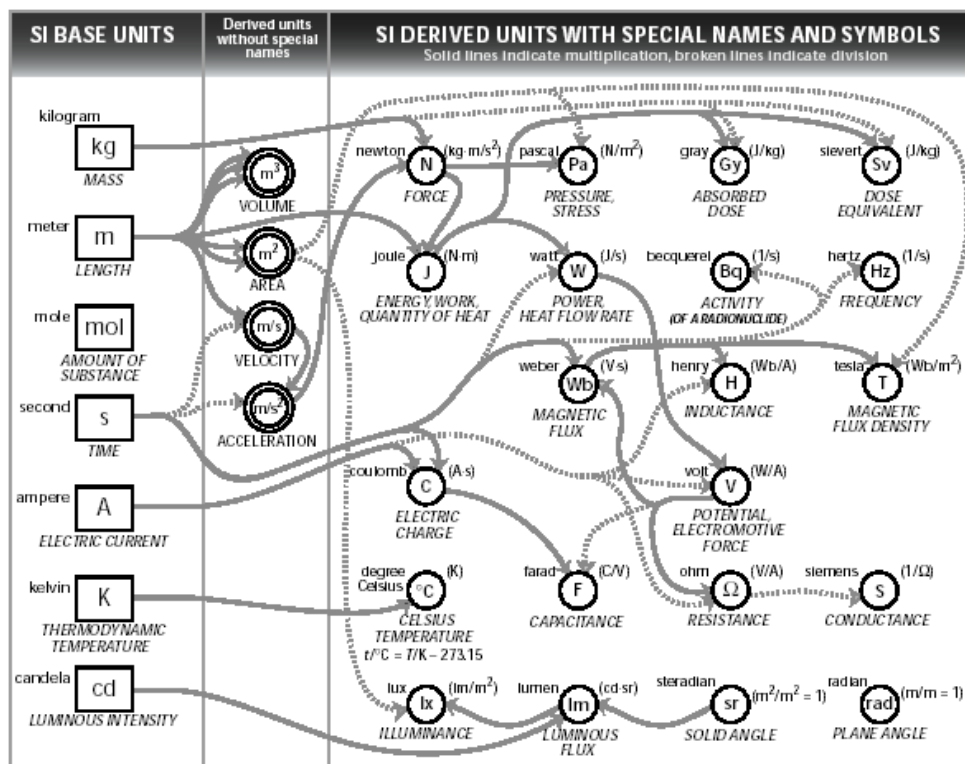 SI BASE UNITS
Derived units
without special
names
SI DERIVED UNITS WITH SPECIAL NAMES AND SYMBOLS
Solid lines indicate multiplication, broken lines indicate division
kilogram
kg
MASS
m³
VOLUME
newton
N
(kg·m/s²)
FORCE
pascal
Pa
(N/m²)
PRESSURE,
STRESS
gray
Gy
(J/kg)
ABSORBED
DOSE
sievert
Sv
(J/kg)
DOSE
EQUIVALENT
meter
m
LENGTH
m²
AREA
joule
J
(N·m)
ENERGY, WORK,
QUANTITY OF HEAT
watt
W
(J/s)
POWER,
HEAT FLOW RATE
becquerel
Bq
(1/s)
ACTIVITY
(OF A RADIONUCLIDE)
hertz
Hz
(1/s)
FREQUENCY
mole
mol
AMOUNT OF
SUBSTANCE
m/s
VELOCITY
weber
Wb
(V·s)
MAGNETIC
FLUX
henry
H
(Wb/A)
INDUCTANCE
tesla
T
(Wb/m²)
MAGNETIC
FLUX DENSITY
second
s
TIME
m/s²
ACCELERATION
coulomb
C
(A·s)
ELECTRIC
CHARGE
volt
V
(W/A)
POTENTIAL,
ELECTROMOTIVE
FORCE
ampere
A
ELECTRIC CURRENT
kelvin
K
THERMODYNAMIC
TEMPERATURE
degree
Celsius
°C
(K)
CELSIUS
TEMPERATURE
t/°C = T/K – 273.15
farad
F
(C/V)
CAPACITANCE
ohm
Ω
(V/A)
RESISTANCE
siemens
S
(1/Ω)
CONDUCTANCE
candela
cd
LUMINOUS INTENSITY
lux
lx
(lm/m²)
ILLUMINANCE
lumen
lm
(cd·sr)
LUMINOUS
FLUX
steradian
sr
(m²/m² = 1)
SOLID ANGLE
radian
rad
(m/m = 1)
PLANE ANGLE